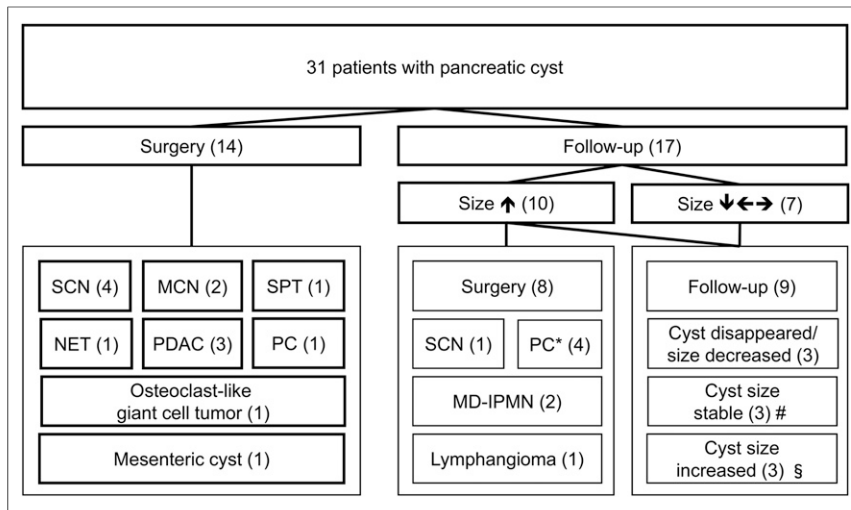 31 patients with pancreatic cyst
Surgery (14)
Follow-up (17)
Size ↑ (10)
Size ↓←→ (7)
SCN (4)
MCN (2)
SPT (1)
NET (1)
PDAC (3)
PC (1)
Osteoclast-like
giant cell tumor (1)
Mesenteric cyst (1)
Surgery (8)
SCN (1)
PC* (4)
MD-IPMN (2)
Lymphangioma (1)
Follow-up (9)
Cyst disappeared/
size decreased (3)
Cyst size
stable (3) #
Cyst size
increased (3) §